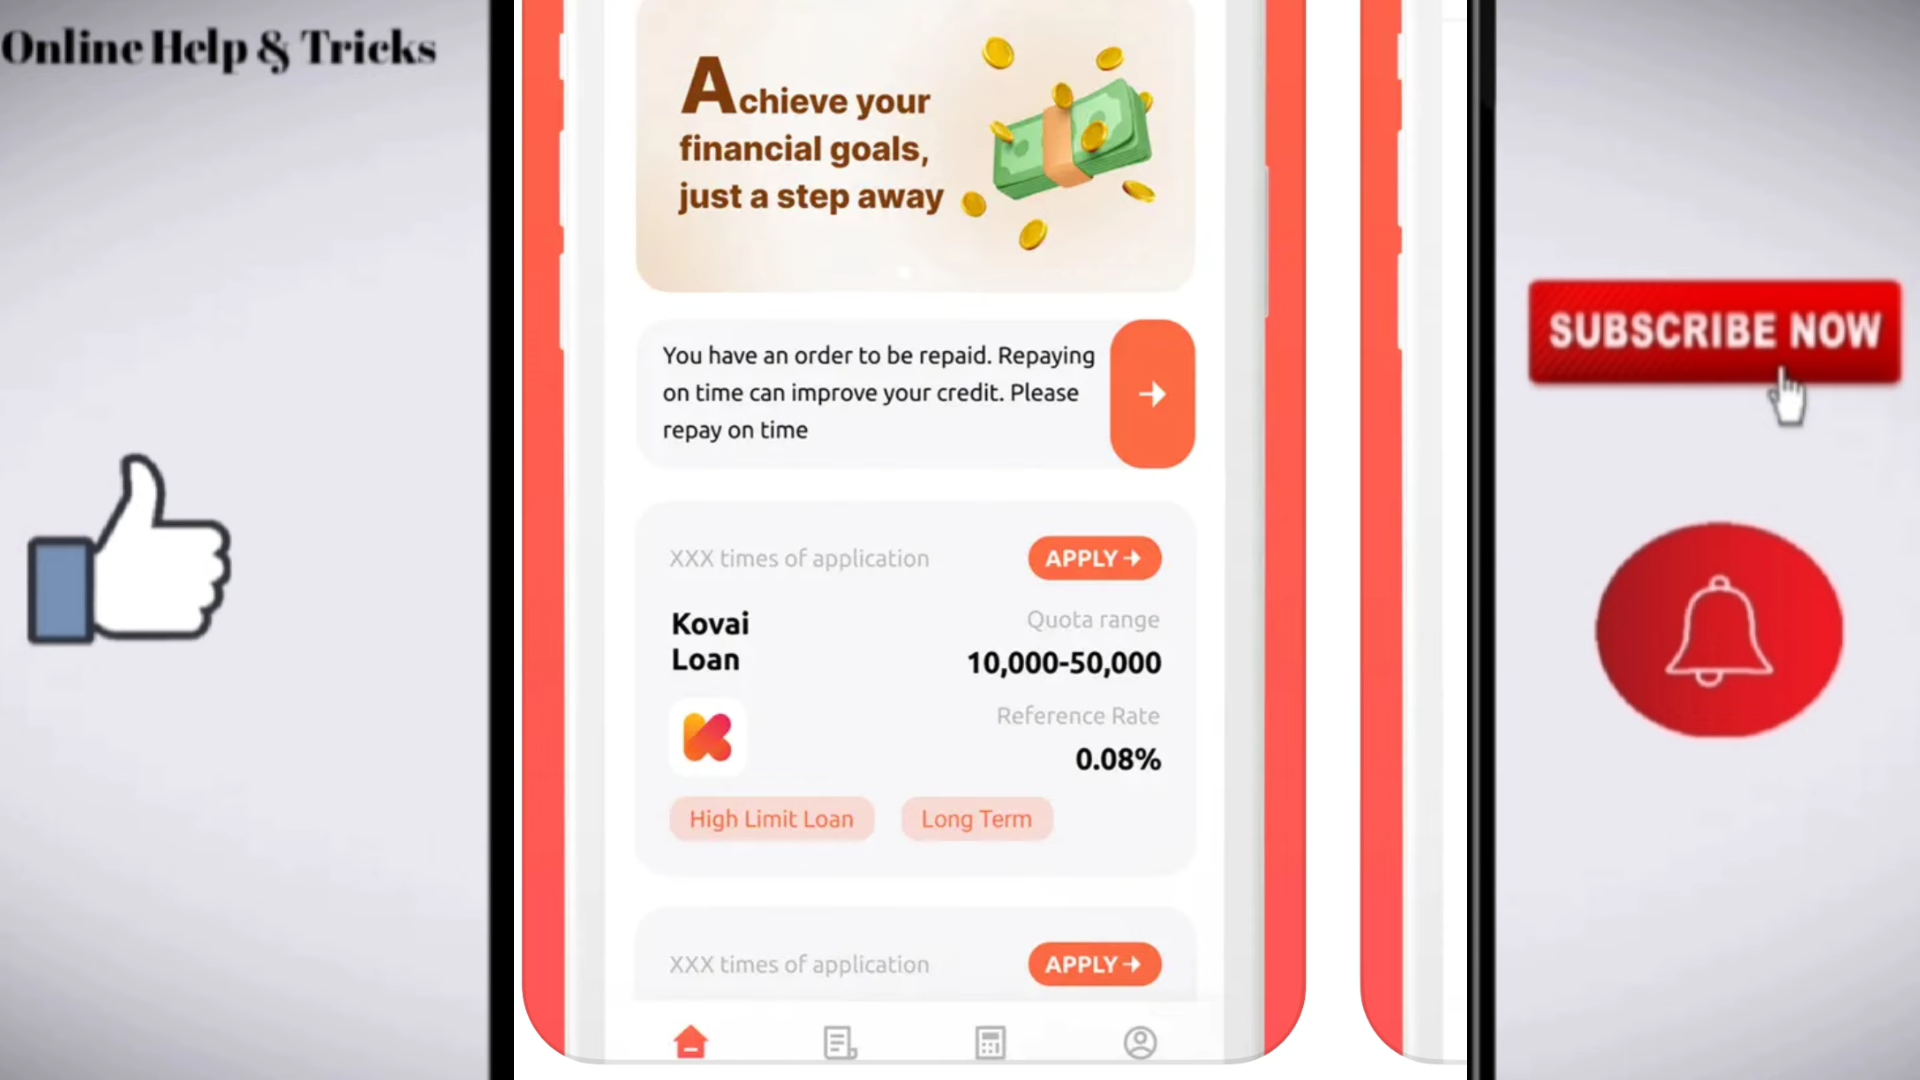 Online Help & Tricks
Achieve your
financial goals,
just a step away
You have an order to be repaid. Repaying
on time can improve your credit. Please
repay on time
XXX times of application
APPLY
Kovai
Loan
Quota range
10,000-50,000
Reference Rate
0.08%
High Limit Loan
Long Term
XXX times of application
APPLY
SUBSCRIBE NOW